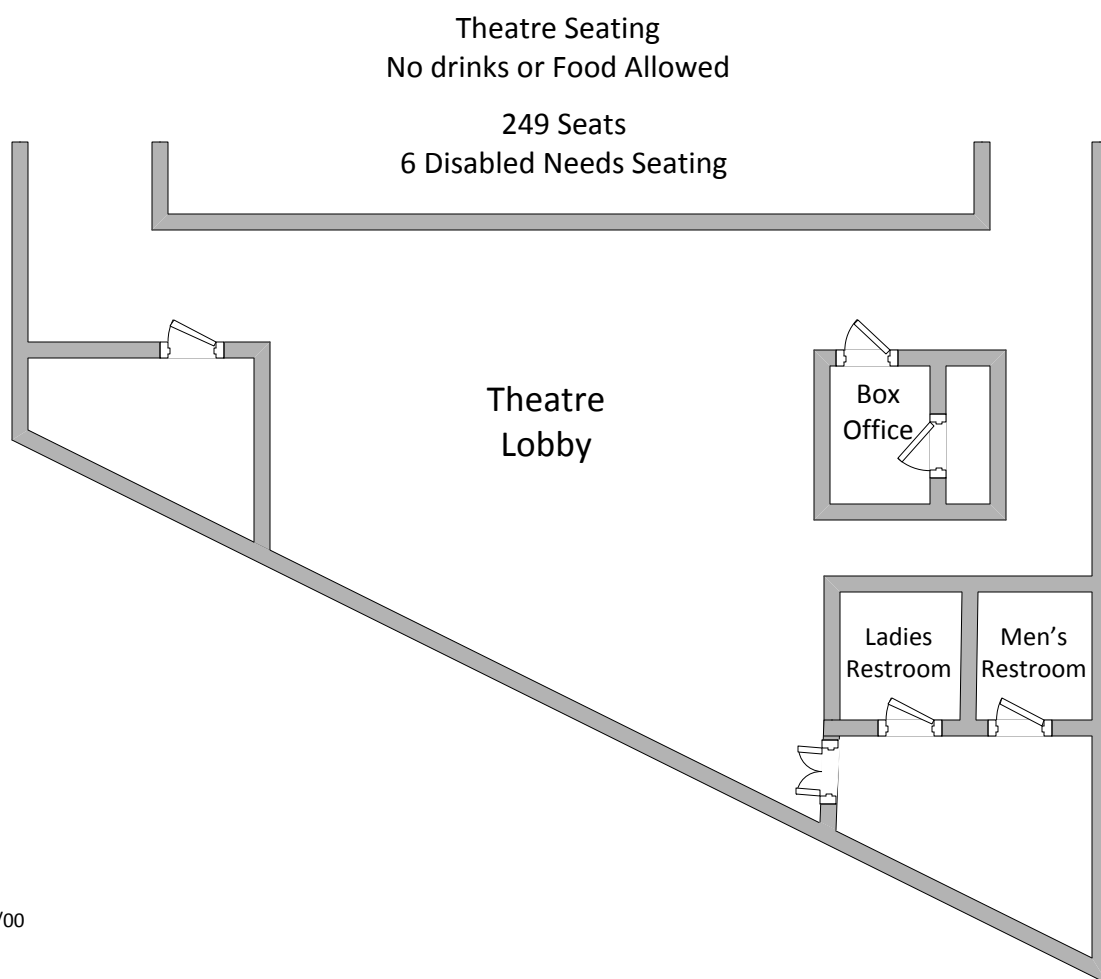 Theatre Seating
No drinks or Food Allowed
249 Seats
6 Disabled Needs Seating
Theatre
Lobby
Box
Office
Ladies
Restroom
Men’s
Restroom
/00